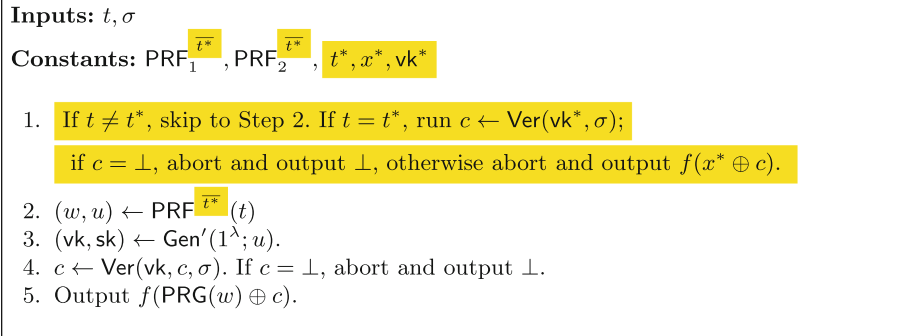 Inputs: t, σ
Constants: PRF₁^{\overline{t*}}, PRF₂^{\overline{t*}}, t*, x*, vk*
1. If t ≠ t*, skip to Step 2. If t = t*, run c ← Ver(vk*, σ);
if c = ⊥, abort and output ⊥, otherwise abort and output f(x* ⊕ c).
2. (w, u) ← PRF^{\overline{t*}}(t)
3. (vk, sk) ← Gen′(1^λ; u).
4. c ← Ver(vk, c, σ). If c = ⊥, abort and output ⊥.
5. Output f(PRG(w) ⊕ c).